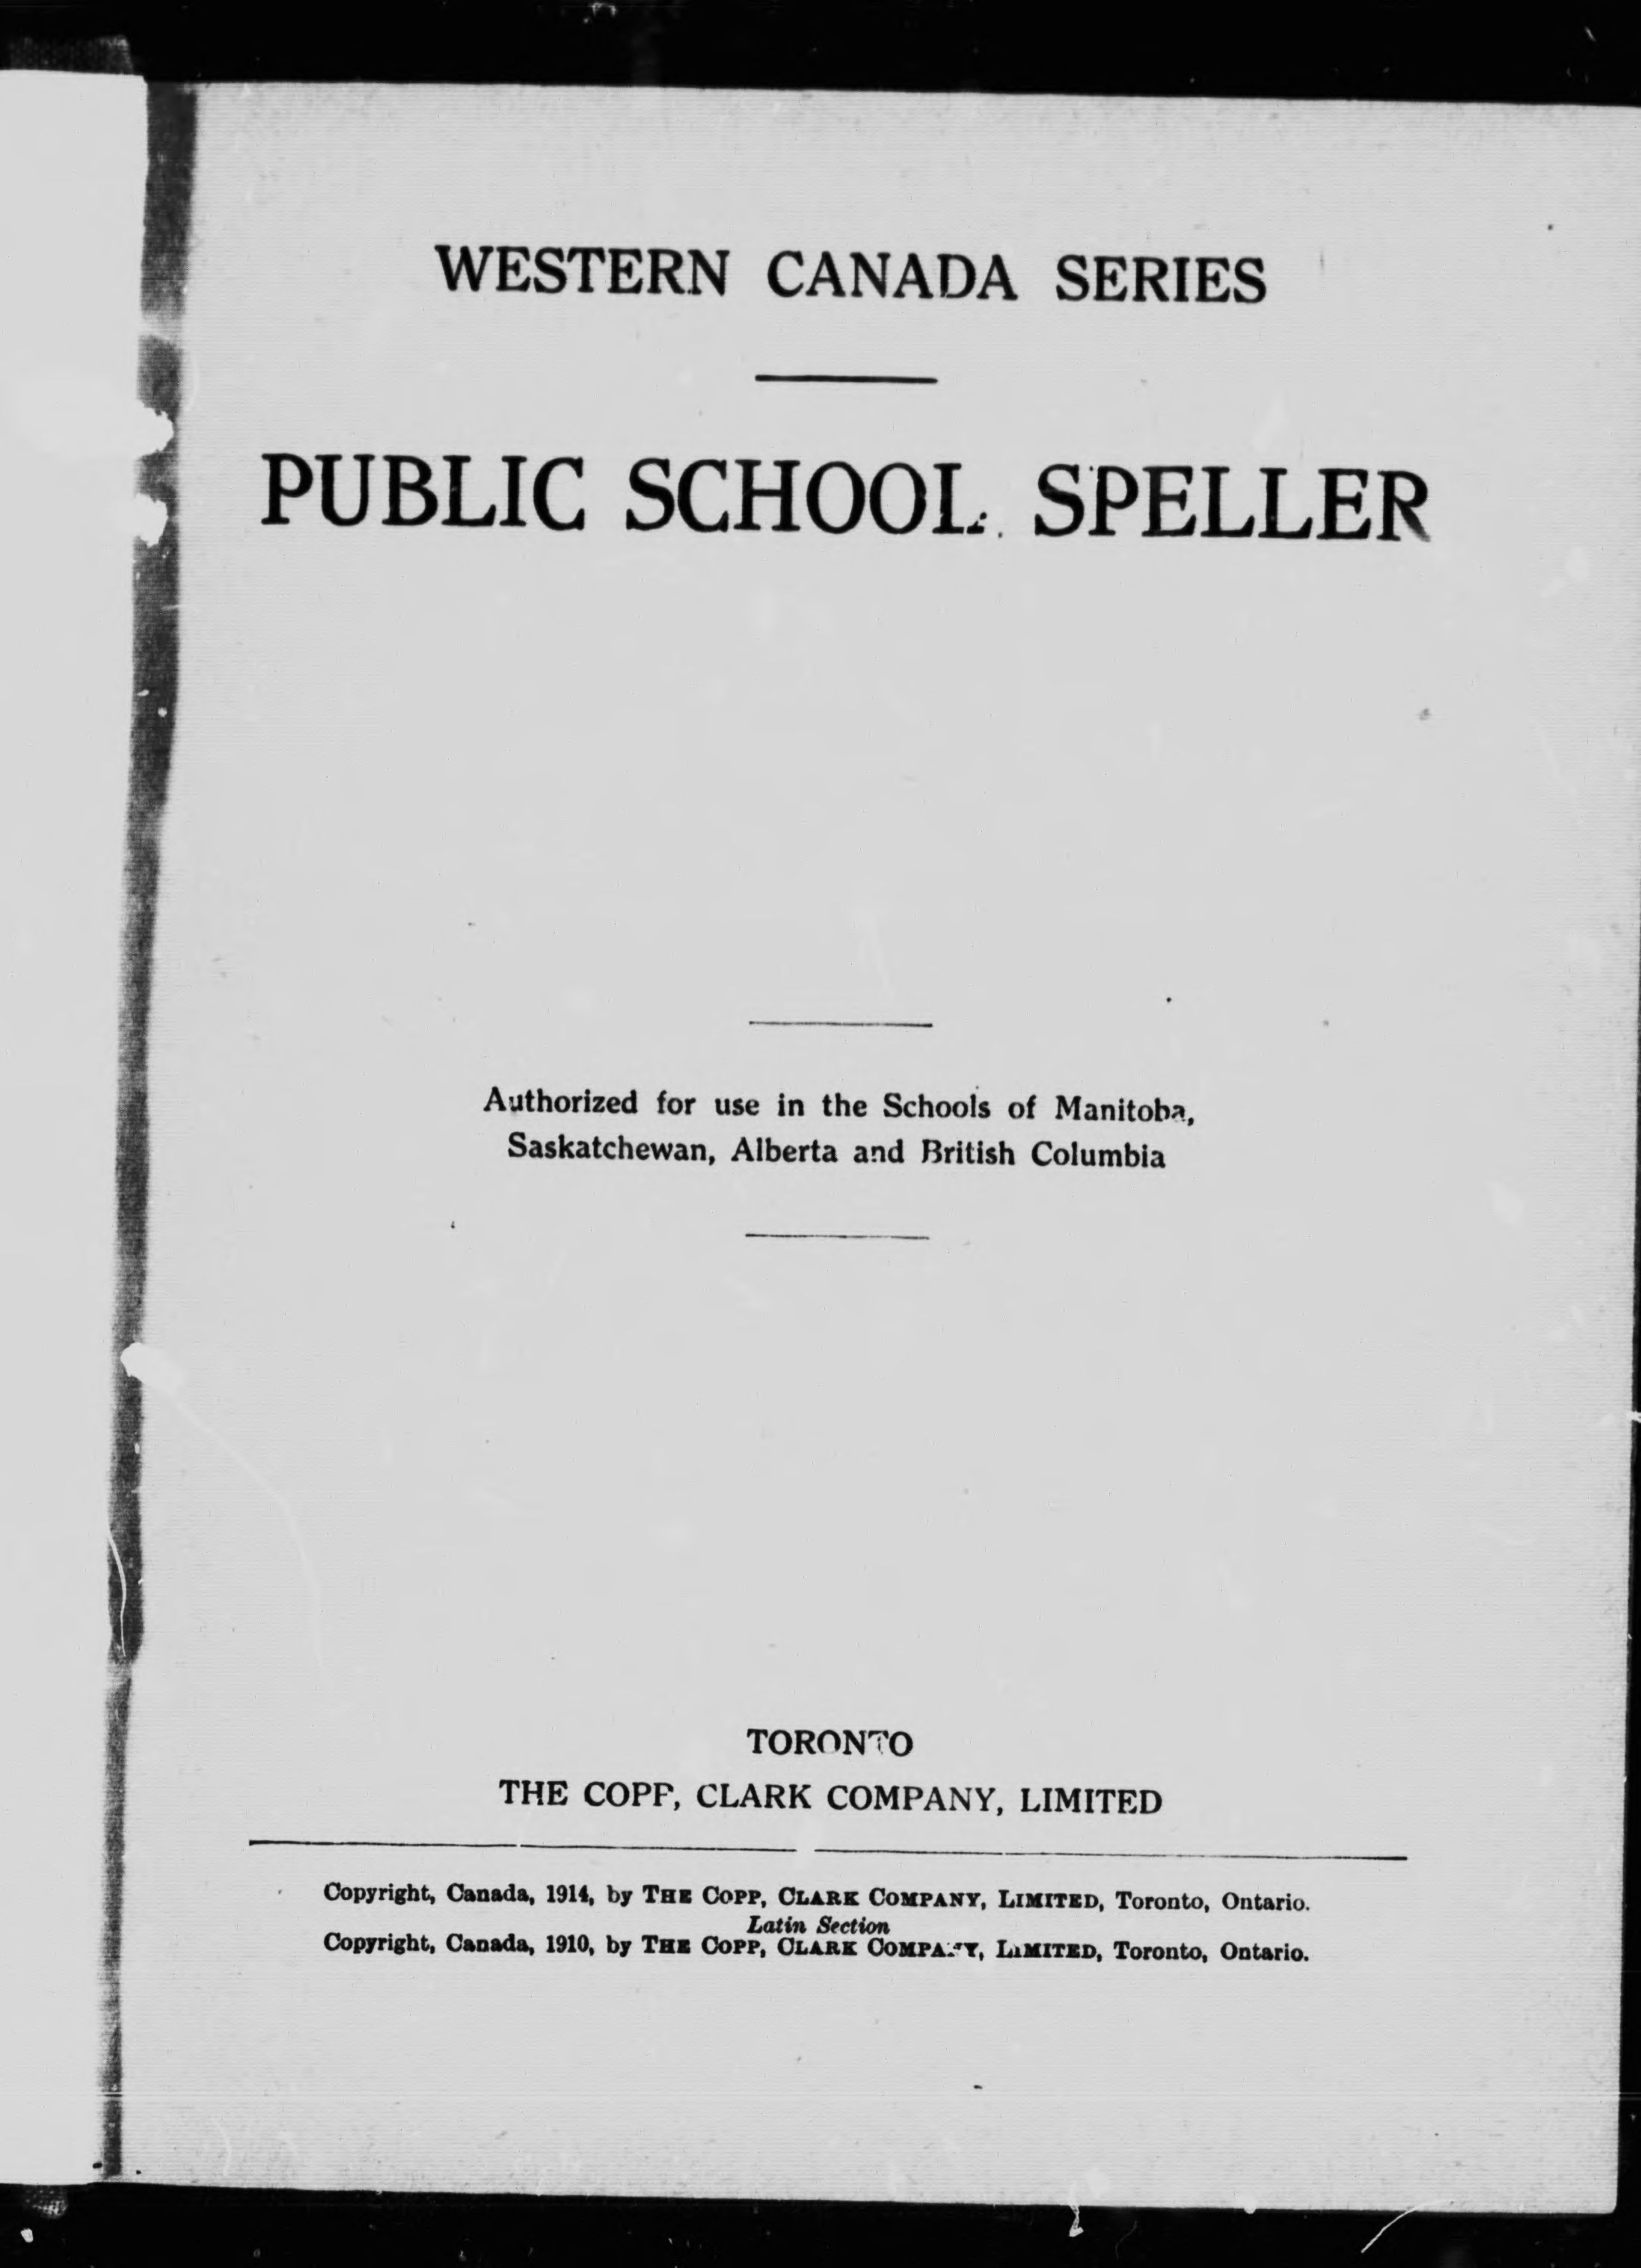 WESTERN CANADA SERIES
PUBLIC SCHOOL SPELLER
Authorized for use in the Schools of Manitoba,
Saskatchewan, Alberta and British Columbia
TORONTO
THE COPP, CLARK COMPANY, LIMITED
Copyright, Canada, 1914, by THE COPP, CLARK COMPANY, LIMITED, Toronto, Ontario.
Latin Section
Copyright, Canada, 1910, by THE COPP, CLARK COMPANY, LIMITED, Toronto, Ontario.